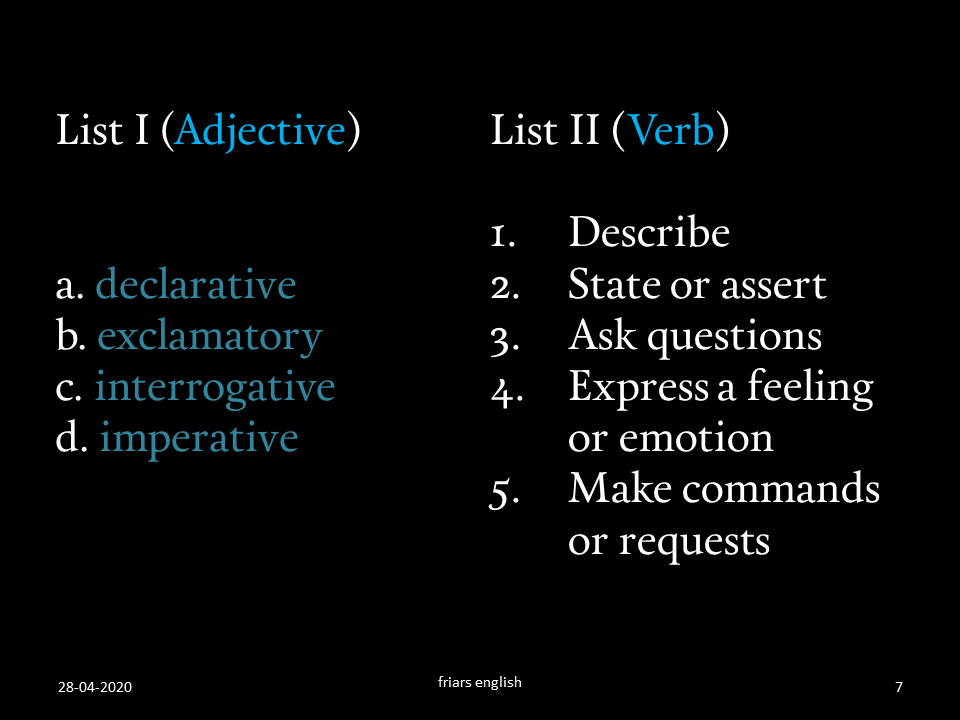 List I (Adjective)
a. declarative
b. exclamatory
c. interrogative
d. imperative
List II (Verb)
1. Describe
2. State or assert
3. Ask questions
4. Express a feeling
or emotion
5. Make commands
or requests
28-04-2020
friars english
7